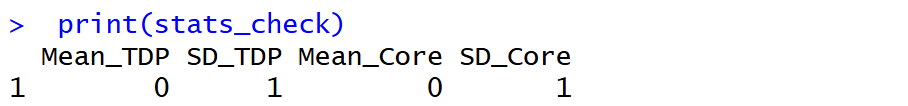 > print(stats_check)
Mean_TDP SD_TDP Mean_Core SD_Core
1 0 1 0 1